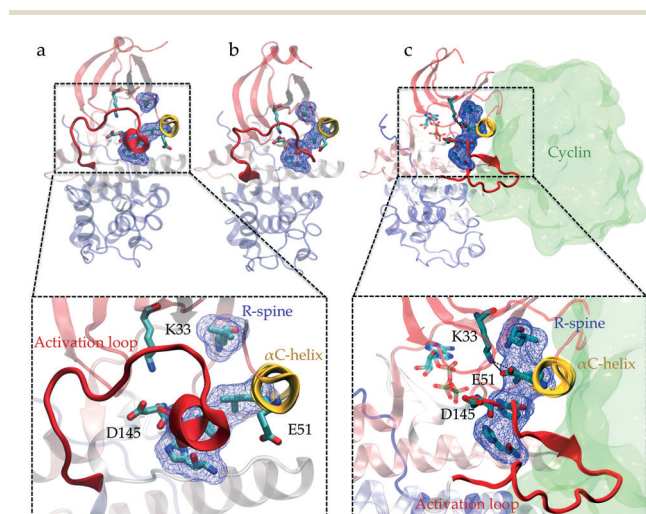 a
b
c
Cyclin
K33
R-spine
Activation loop
αC-helix
D145
E51
K33
R-spine
αC-helix
E51
D145
Activation loop